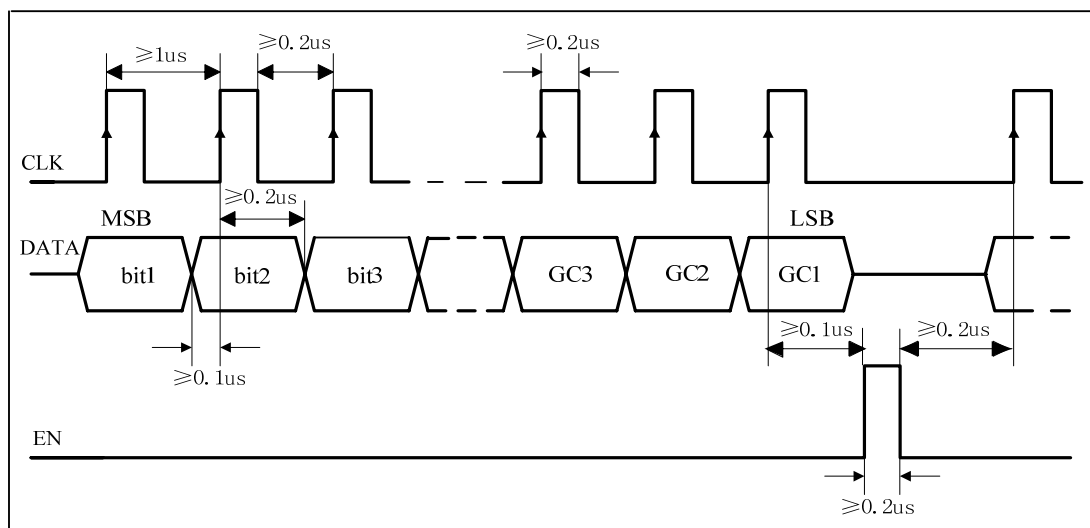 ≥0.2us ≥0.2us
≥1us
CLK
≥0.2us
MSB LSB
DATA
bit1 bit2 bit3 GC3 GC2 GC1
≥0.1us ≥0.2us
≥0.1us
EN
≥0.2us